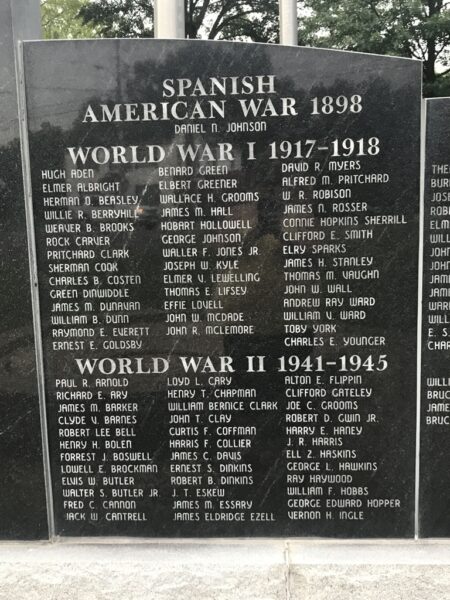 SPANISH
AMERICAN WAR 1898
DANIEL N. JOHNSON
WORLD WAR I 1917-1918
HUGH ADEN
ELMER ALBRIGHT
HERMAN O. BEASLEY
WILLIE R. BERRYHILL
WEAVER B. BROOKS
ROCK CARVER
PRITCHARD CLARK
SHERMAN COOK
CHARLES B. COSTEN
GREEN DINWIDDLE
JAMES M. DUNAVAN
WILLIAM B. DUNN
RAYMOND E. EVERETT
ERNEST E. GOLDSBY
BENARD GREEN
ELBERT GREENER
WALLACE H. GROOMS
JAMES M. HALL
HOBART HOLLOWELL
GEORGE JOHNSON
WALLER F. JONES JR.
JOSEPH W. KYLE
ELMER V. LEWELLING
THOMAS E. LIFSEY
EFFIE LOVELL
JOHN W. MCDADE
JOHN R. MCLEMORE
DAVID R. MYERS
ALFRED M. PRITCHARD
W. R. ROBISON
JAMES N. ROSSER
CONNIE HOPKINS SHERRILL
CLIFFORD E. SMITH
ELRY SPARKS
JAMES H. STANLEY
THOMAS M. VAUGHN
JOHN W. WALL
ANDREW RAY WARD
WILLIAM V. WARD
TOBY YORK
CHARLES E. YOUNGER
WORLD WAR II 1941-1945
PAUL R. ARNOLD
RICHARD E. ARY
JAMES M. BARKER
CLYDE V. BARNES
ROBERT LEE BELL
HENRY H. BOLEN
FORREST J. BOSWELL
LOWELL E. BROCKMAN
ELVIS W. BUTLER
WALTER S. BUTLER JR.
FRED C. CANNON
JACK W. CANTRELL
LOYD L. CARY
HENRY T. CHAPMAN
WILLIAM BERNICE CLARK
JOHN T. CLAY
CURTIS F. COFFMAN
HARRIS F. COLLIER
JAMES C. DAVIS
ERNEST S. DINKINS
ROBERT B. DINKINS
J. T. ESKEW
JAMES M. ESSARY
JAMES ELDRIDGE EZELL
ALTON E. FLIPPIN
CLIFFORD GATELEY
JOE C. GROOMS
ROBERT D. GWIN JR.
HARRY E. HANEY
J. R. HARRIS
ELL Z. HASKINS
GEORGE L. HAWKINS
RAY HAYWOOD
WILLIAM F. HOBBS
GEORGE EDWARD HOPPER
VERNON H. INGLE